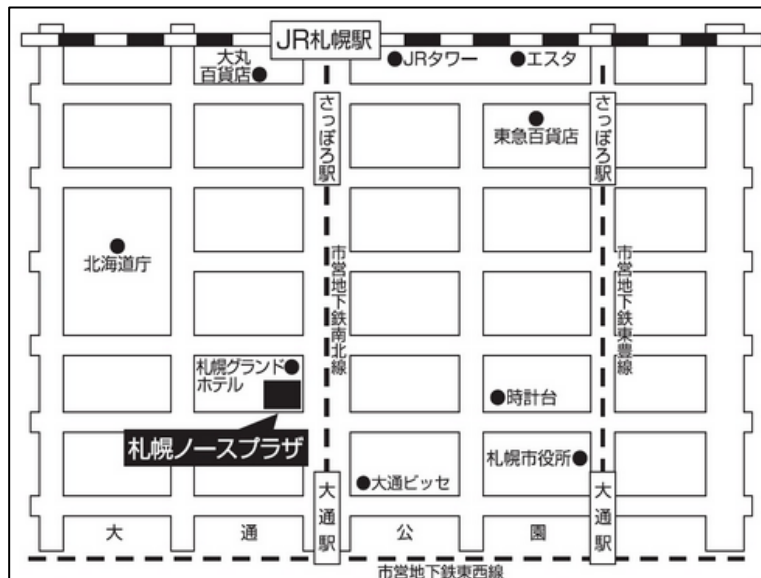 JR札幌駅
大丸
百貨店
JRタワー
エスタ
さっぽろ駅
東急百貨店
さっぽろ駅
北海道庁
市営地下鉄南北線
市営地下鉄東豊線
札幌グランド
ホテル
時計台
札幌ノースプラザ
札幌市役所
大通ビッセ
大通駅
大通駅
大通公園
市営地下鉄東西線